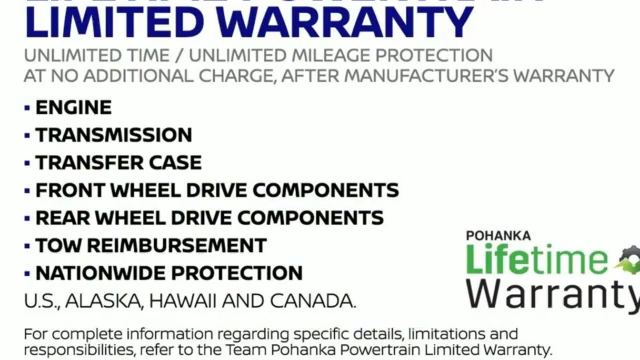 LIMITED WARRANTY
UNLIMITED TIME / UNLIMITED MILEAGE PROTECTION
AT NO ADDITIONAL CHARGE, AFTER MANUFACTURER'S WARRANTY
▪ ENGINE
▪ TRANSMISSION
▪ TRANSFER CASE
▪ FRONT WHEEL DRIVE COMPONENTS
▪ REAR WHEEL DRIVE COMPONENTS
▪ TOW REIMBURSEMENT
▪ NATIONWIDE PROTECTION
U.S., ALASKA, HAWAII AND CANADA.
POHANKA
Lifetime
Warranty
For complete information regarding specific details, limitations and
responsibilities, refer to the Team Pohanka Powertrain Limited Warranty.